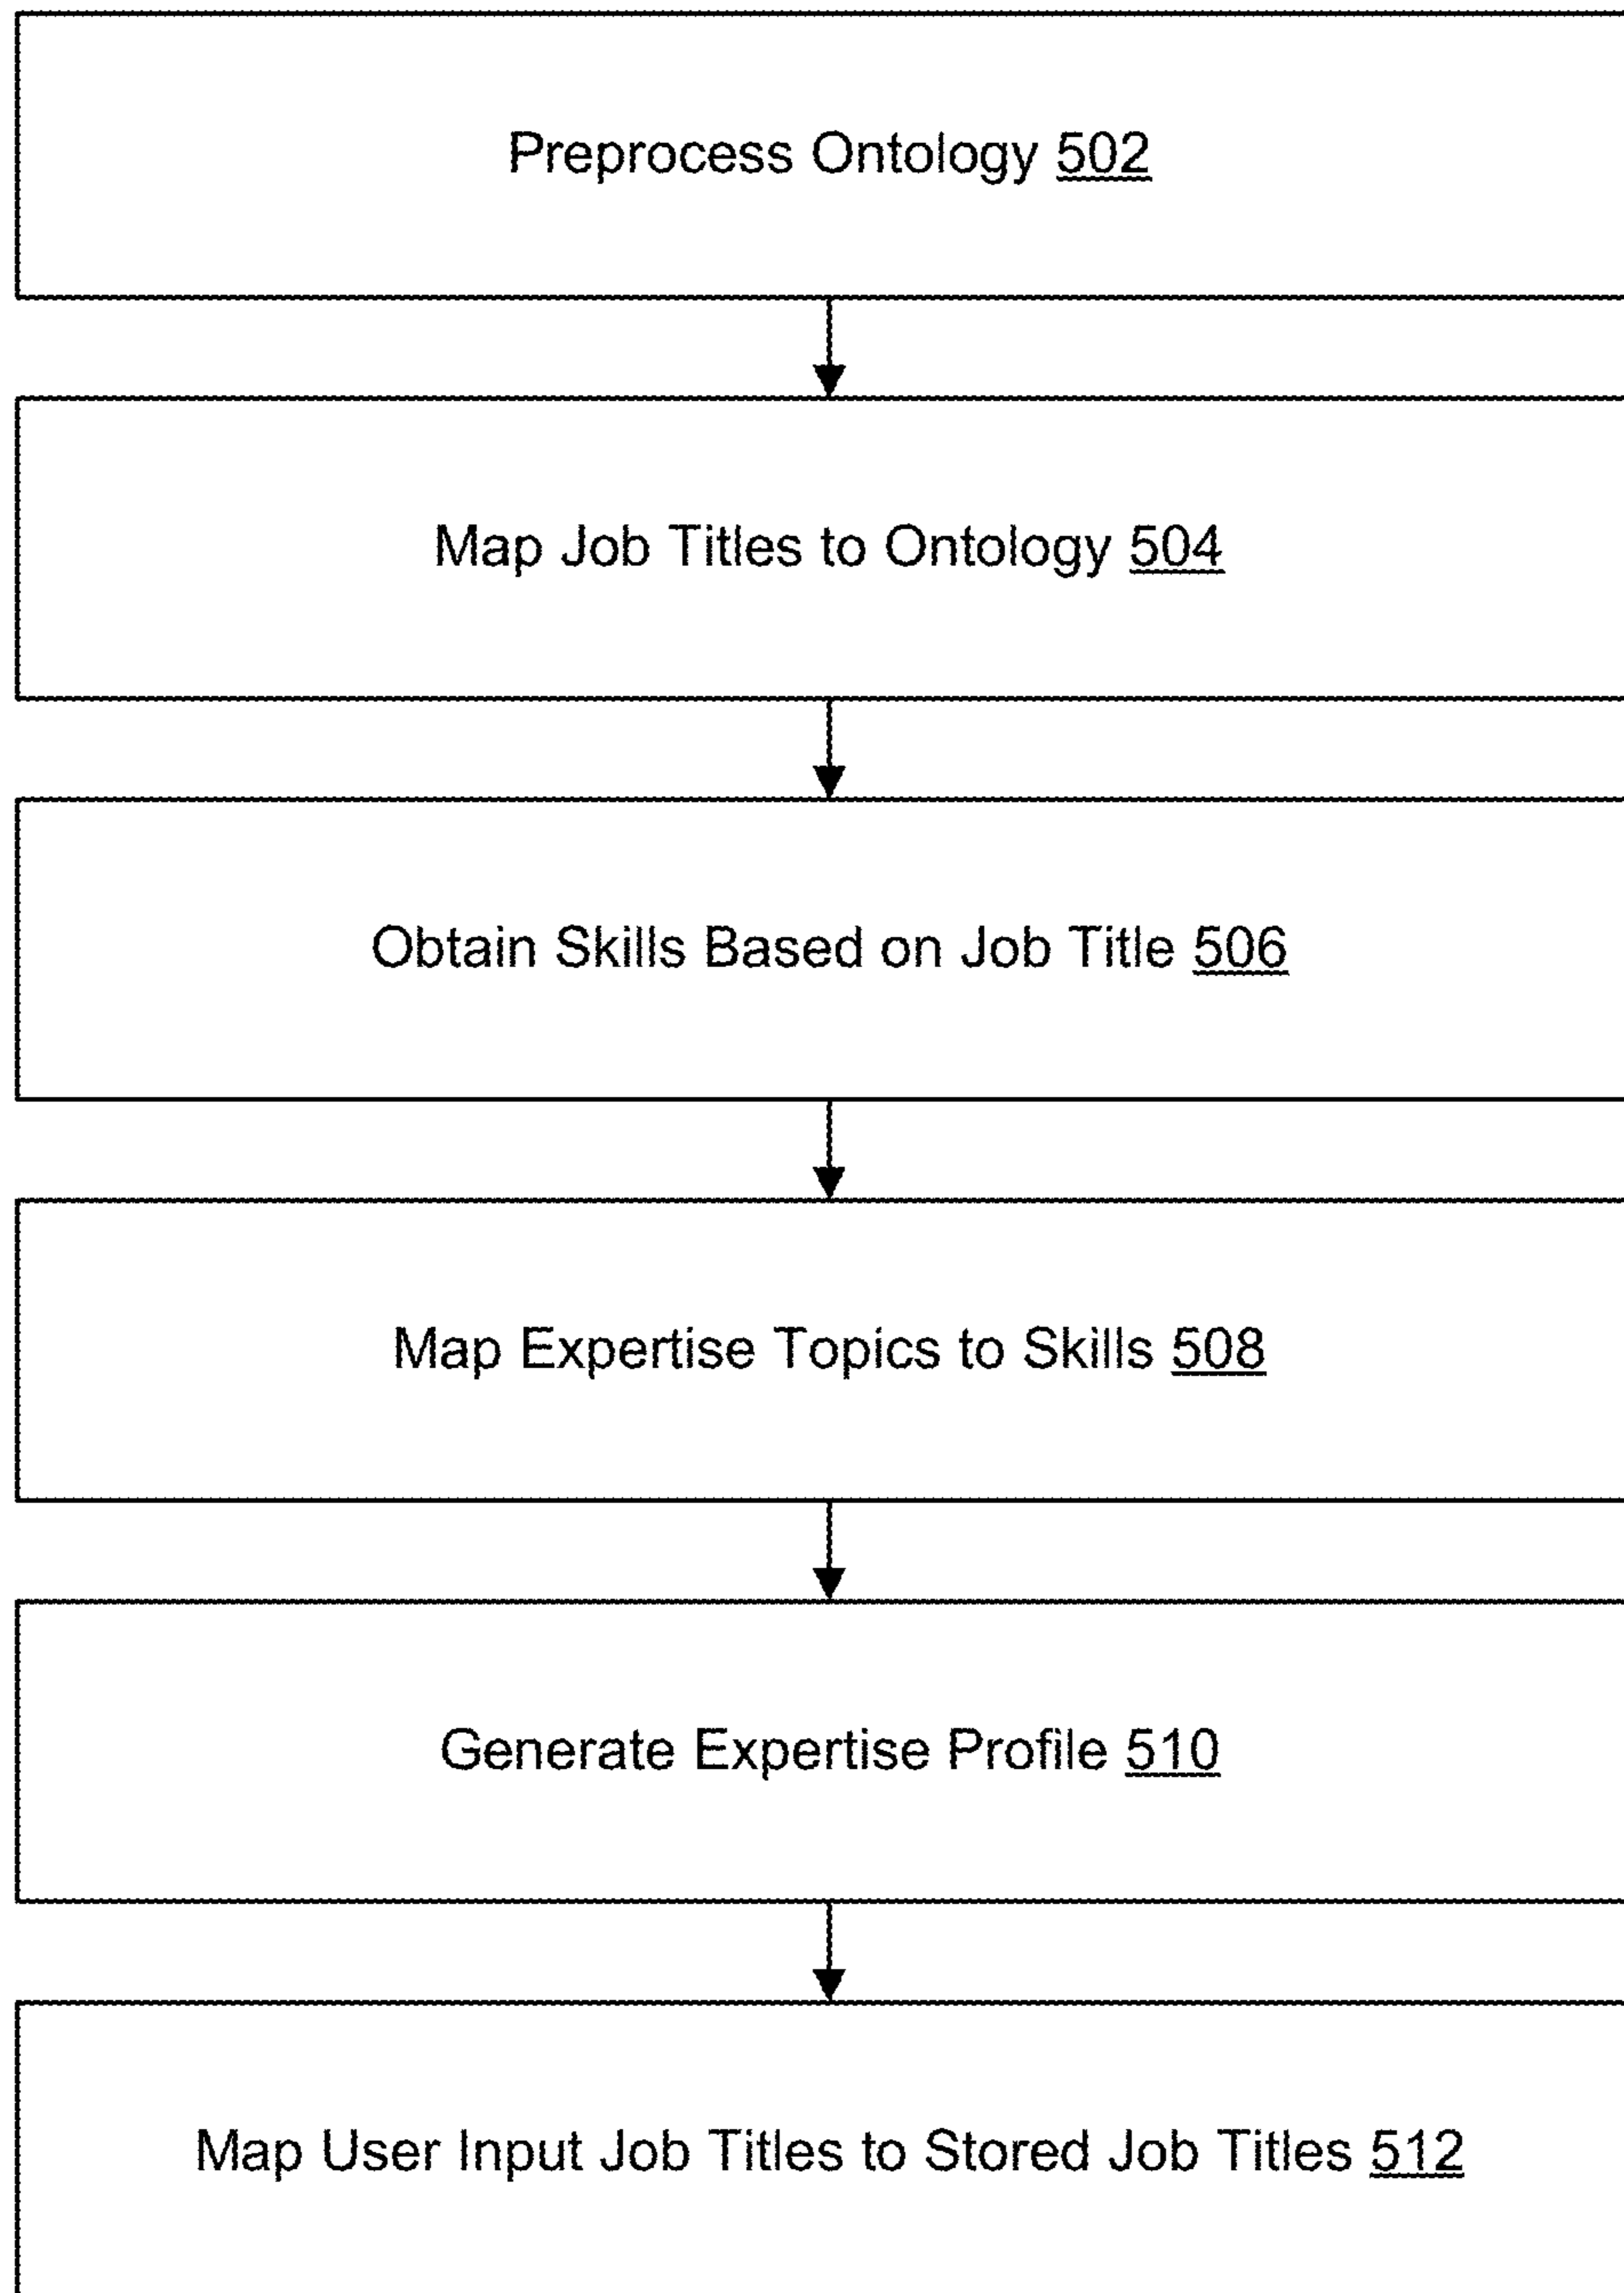 Preprocess Ontology 502
Map Job Titles to Ontology 504
Obtain Skills Based on Job Title 506
Map Expertise Topics to Skills 508
Generate Expertise Profile 510
Map User Input Job Titles to Stored Job Titles 512